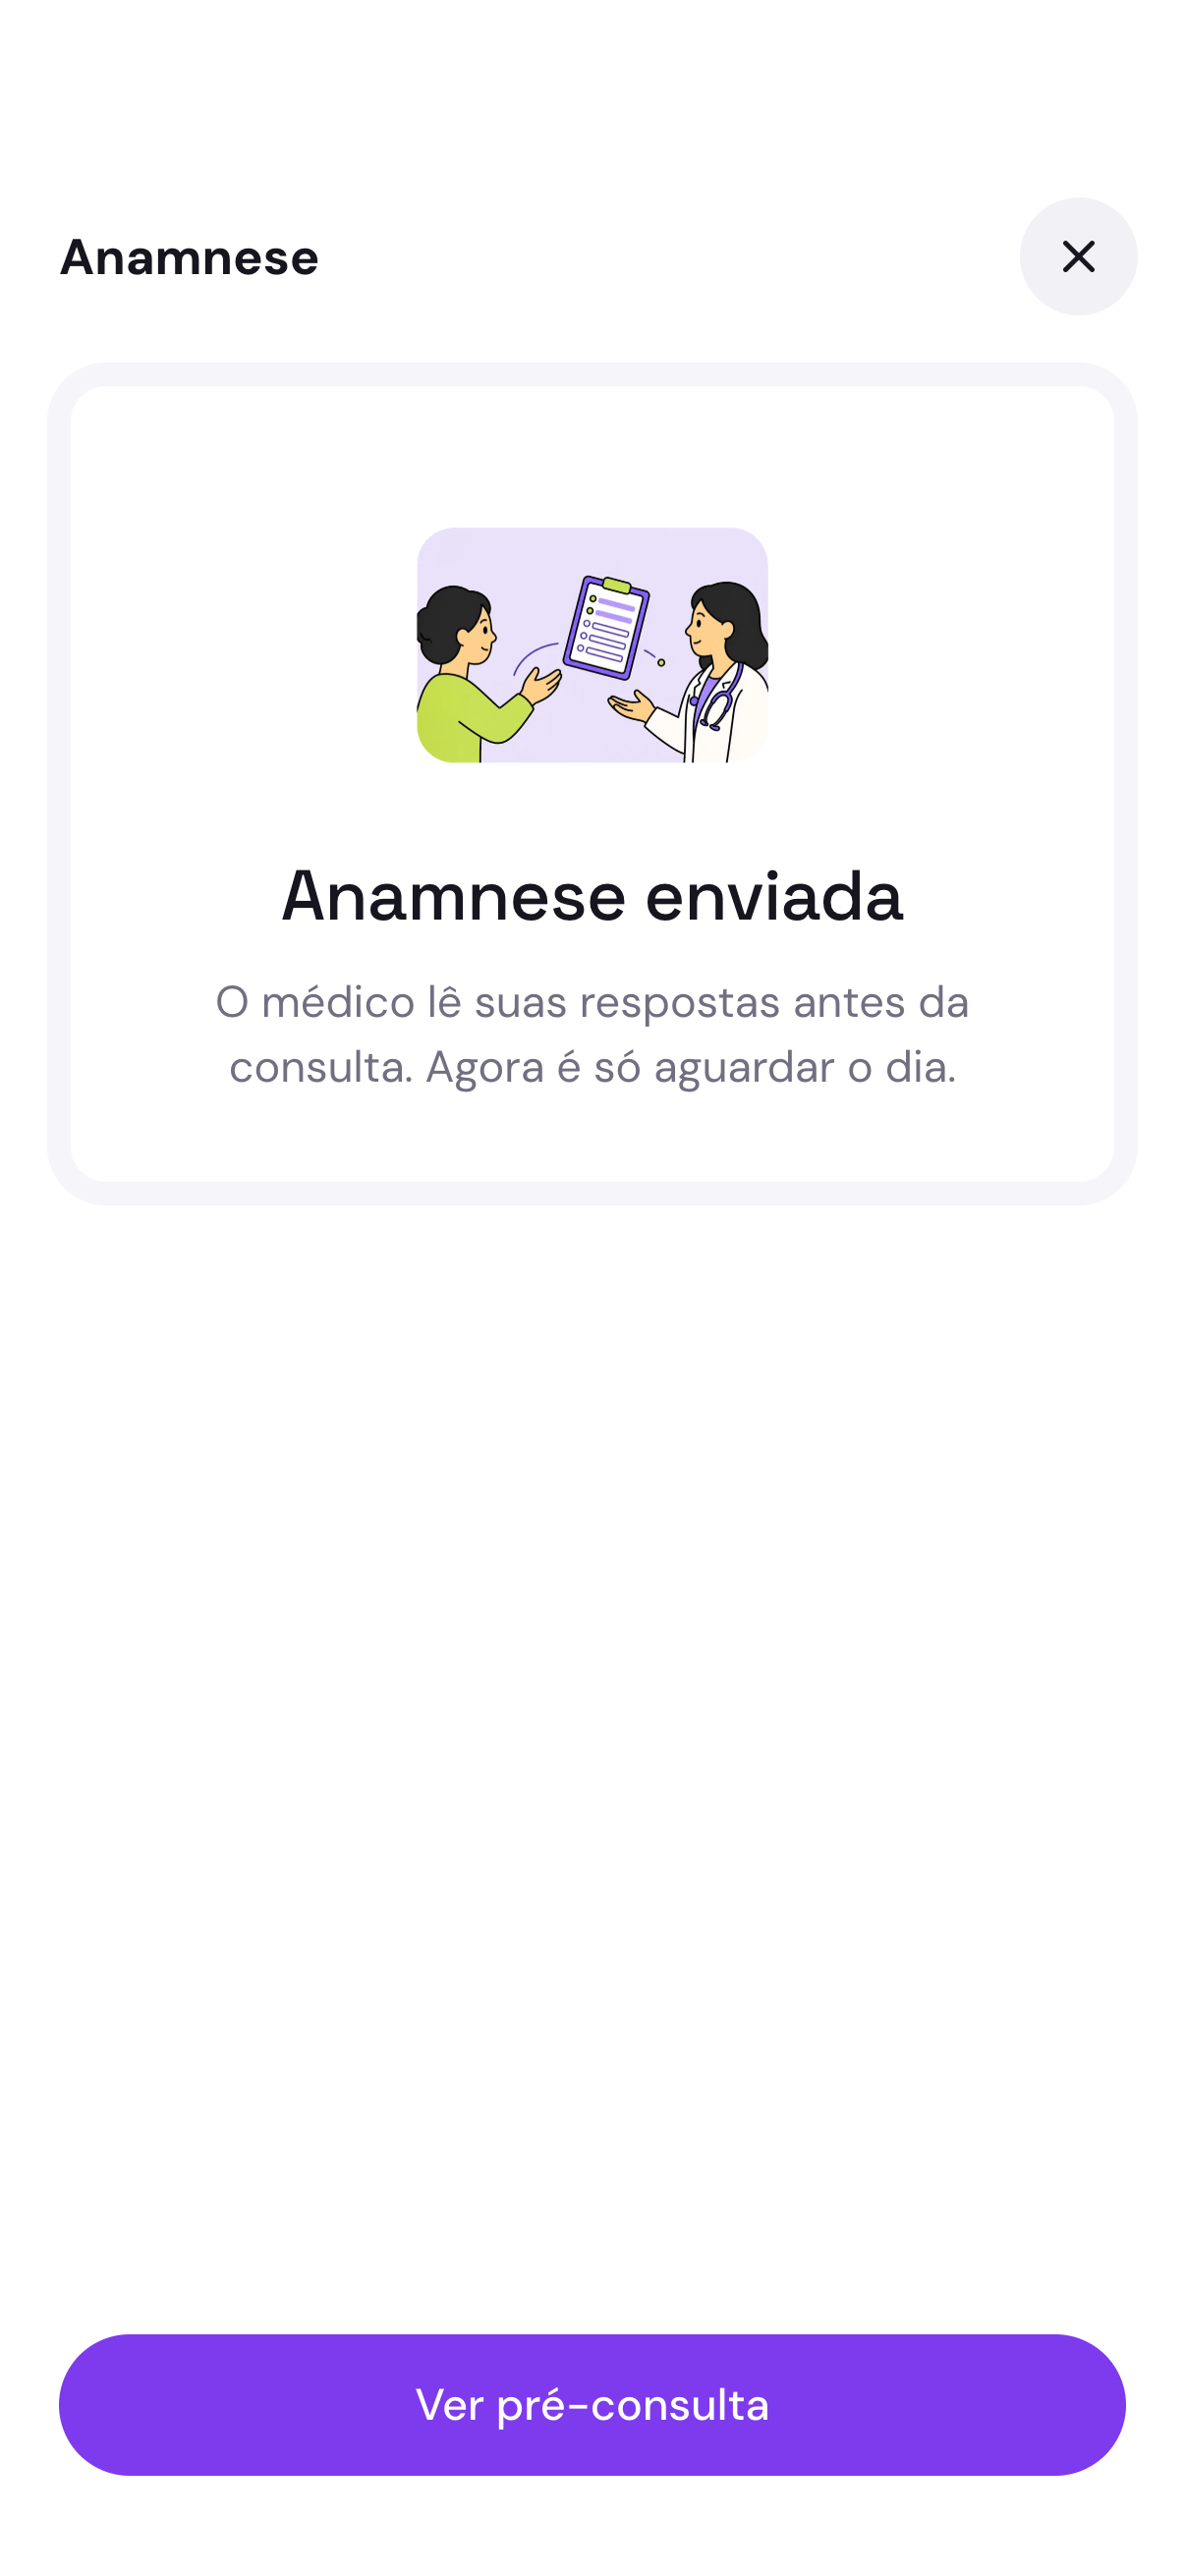 Anamnese
Anamnese enviada
O médico lê suas respostas antes da
consulta. Agora é só aguardar o dia.
Ver pré-consulta